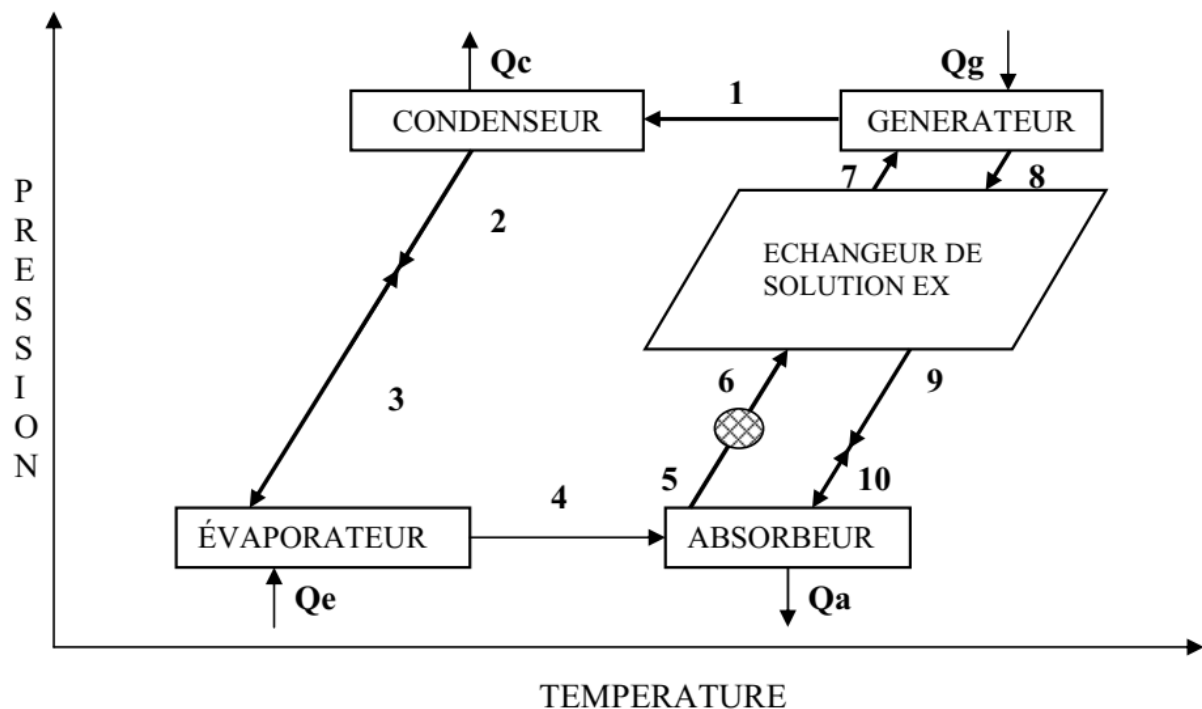 Qc
Qg
CONDENSEUR
1
GENERATEUR
7
8
2
ECHANGEUR DE
SOLUTION EX
3
6
9
5
10
4
ÉVAPORATEUR
ABSORBEUR
Qe
Qa
PRESSION
TEMPERATURE